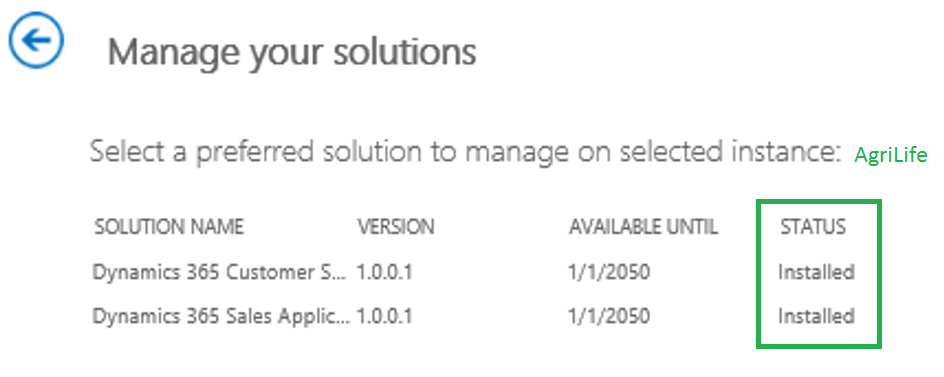 Manage your solutions
Select a preferred solution to manage on selected instance: AgriLife
SOLUTION NAME VERSION AVAILABLE UNTIL STATUS
Dynamics 365 Customer S... 1.0.0.1 1/1/2050 Installed
Dynamics 365 Sales Applic... 1.0.0.1 1/1/2050 Installed